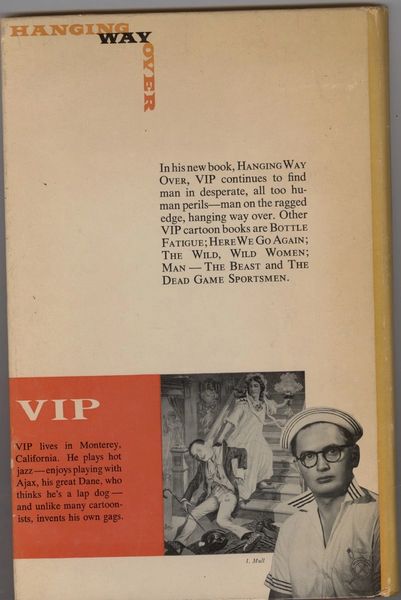 HANGING
WAY
OVER
In his new book, HANGING WAY
OVER, VIP continues to find
man in desperate, all too hu-
man perils—man on the ragged
edge, hanging way over. Other
VIP cartoon books are BOTTLE
FATIGUE; HERE WE GO AGAIN;
THE WILD, WILD WOMEN;
MAN — THE BEAST and THE
DEAD GAME SPORTSMEN.
VIP
VIP lives in Monterey,
California. He plays hot
jazz—enjoys playing with
Ajax, his great Dane, who
thinks he's a lap dog—
and unlike many cartoon-
ists, invents his own gags.
J. Mull